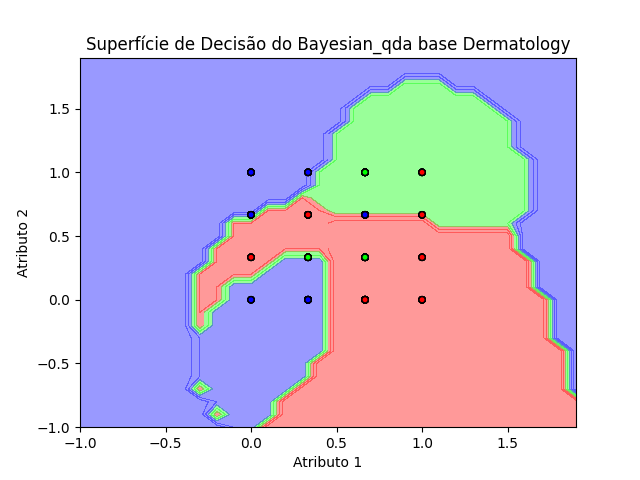 Superfície de Decisão do Bayesian_qda base Dermatology
1.5
1.0
0.5
0.0
−0.5
−1.0
Atributo 2
−1.0 −0.5 0.0 0.5 1.0 1.5
Atributo 1